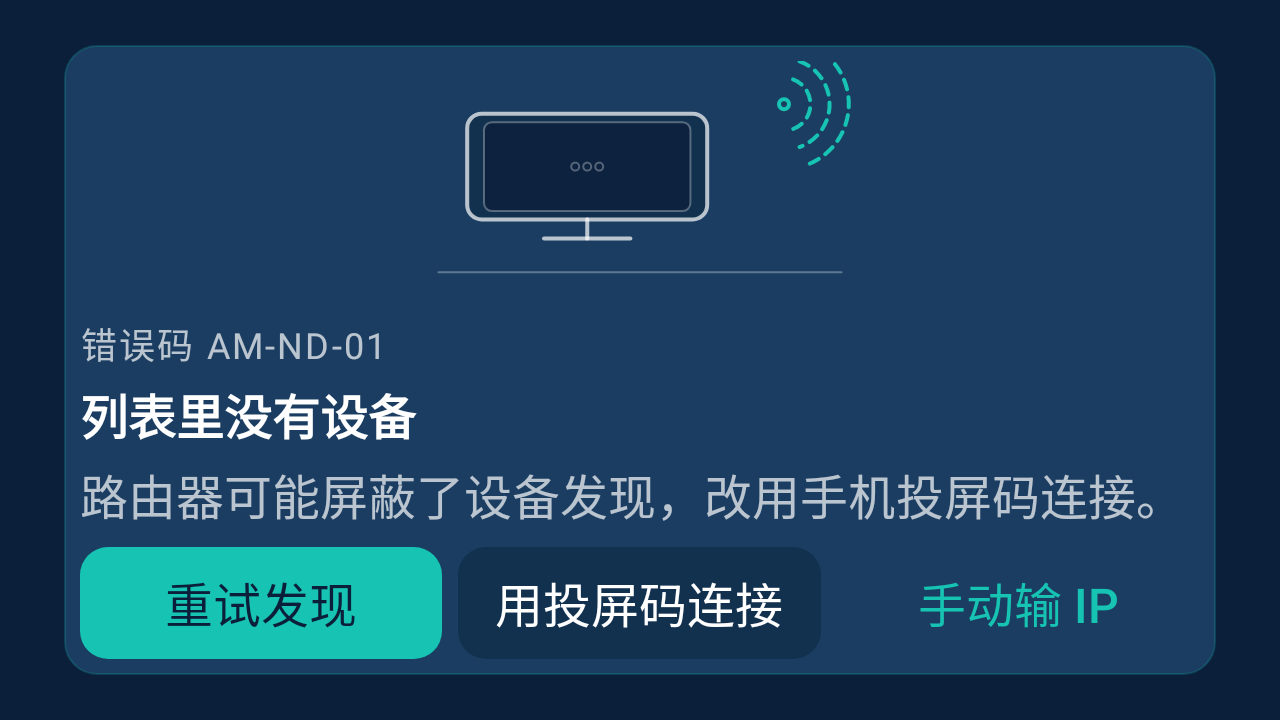 错误码 AM-ND-01
列表里没有设备
路由器可能屏蔽了设备发现，改用手机投屏码连接。
重试发现
用投屏码连接
手动输 IP